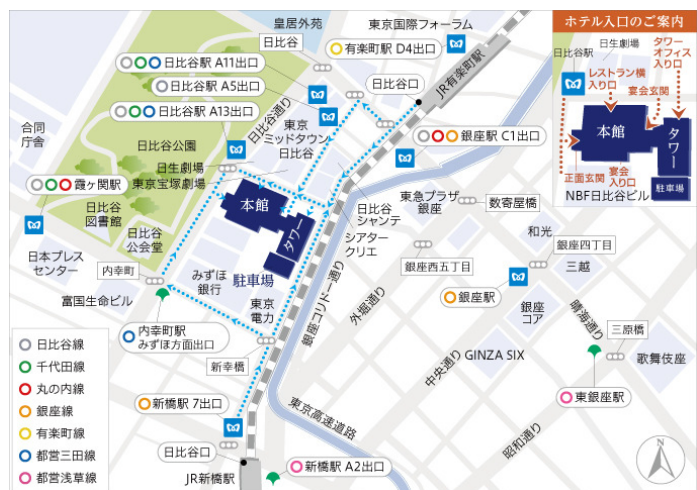 皇居外苑
東京国際フォーラム
日比谷
有楽町駅 D4出口
日比谷駅 A11出口
日比谷口
JR有楽町駅
日比谷駅 A5出口
日比谷駅 A13出口
日比谷通り
合同
庁舎
日比谷公園
東京
ミッドタウン
日比谷
銀座駅 C1出口
日生劇場
東京宝塚劇場
霞ヶ関駅
本館
タワー
日比谷
シャンテ
東急プラザ
銀座
数寄屋橋
日比谷
図書館
日比谷
公会堂
シアター
クリエ
和光
日本プレス
センター
内幸町
みずほ
銀行
駐車場
銀座西五丁目
銀座四丁目
三越
富国生命ビル
東京
電力
銀座コリドー通り
外堀通り
銀座駅
銀座
コア
晴海通り
内幸町駅
みずほ方面出口
新幸橋
中央通り
GINZA SIX
三原橋
歌舞伎座
日比谷線
千代田線
丸の内線
銀座線
有楽町線
都営三田線
都営浅草線
新橋駅 7出口
東京高速道路
昭和通り
東銀座駅
日比谷口
JR新橋駅
新橋駅 A2出口
N
ホテル入口のご案内
日比谷駅
日生劇場
タワー
オフィス
入り口
レストラン横
入り口
宴会玄関
本館
タワー
正面玄関
宴会
入り口
駐車場
NBF日比谷ビル